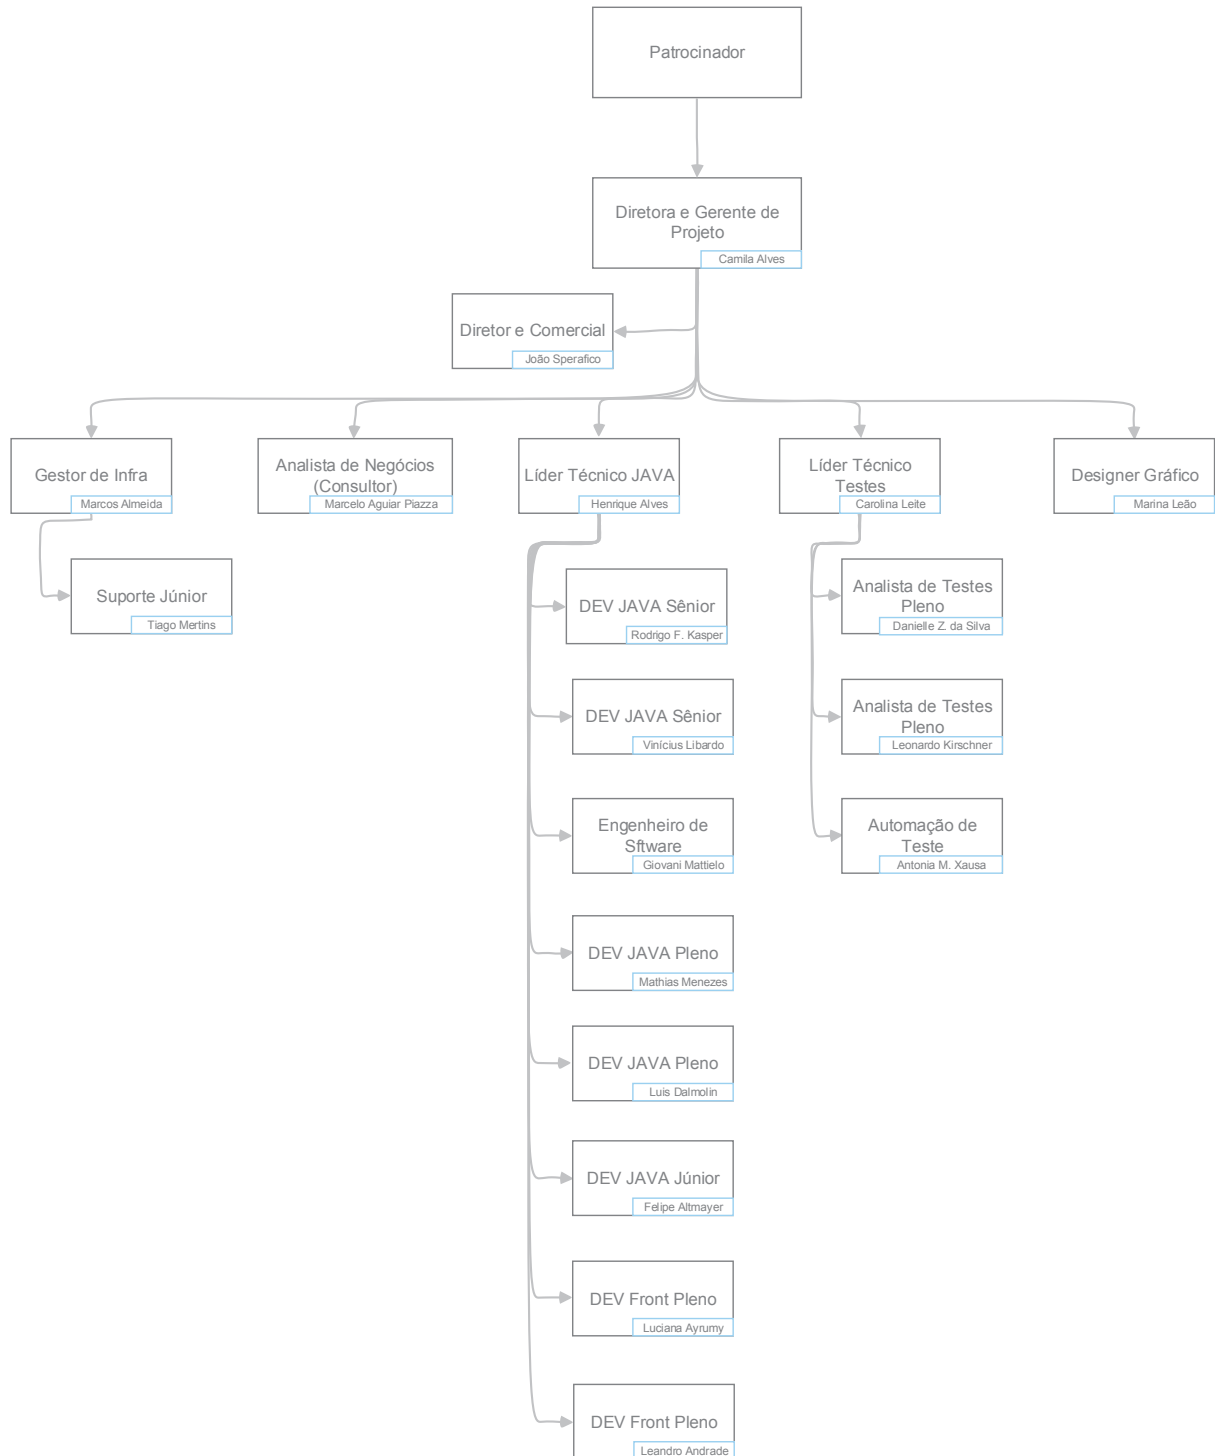 Patrocinador
Diretora e Gerente de
Projeto
Camila Alves
Diretor e Comercial
João Sperafico
Gestor de Infra
Marcos Almeida
Analista de Negócios
(Consultor)
Marcelo Aguiar Piazza
Líder Técnico JAVA
Henrique Alves
Líder Técnico
Testes
Carolina Leite
Designer Gráfico
Marina Leão
Suporte Júnior
Tiago Mertins
DEV JAVA Sênior
Rodrigo F. Kasper
DEV JAVA Sênior
Vinícius Libardo
Engenheiro de
Sftware
Giovani Mattielo
DEV JAVA Pleno
Mathias Menezes
DEV JAVA Pleno
Luis Dalmolin
DEV JAVA Júnior
Felipe Altmayer
DEV Front Pleno
Luciana Ayrumy
DEV Front Pleno
Leandro Andrade
Analista de Testes
Pleno
Danielle Z. da Silva
Analista de Testes
Pleno
Leonardo Kirschner
Automação de
Teste
Antonia M. Xausa